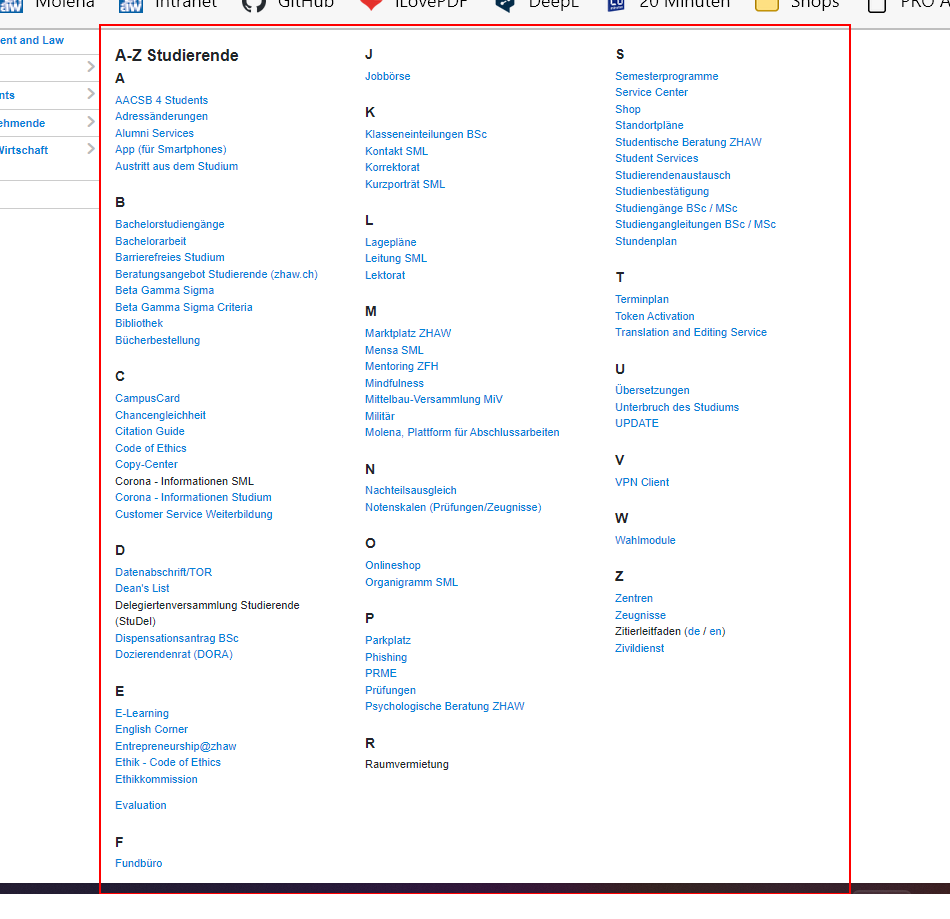 Molena
Intranet
GitHub
iLovePDF
DeepL
20 Minuten
Shops
PRO A
ent and Law
nts
ehmende
Wirtschaft
A-Z Studierende
A
AACSB 4 Students
Adressänderungen
Alumni Services
App (für Smartphones)
Austritt aus dem Studium
B
Bachelorstudiengänge
Bachelorarbeit
Barrierefreies Studium
Beratungsangebot Studierende (zhaw.ch)
Beta Gamma Sigma
Beta Gamma Sigma Criteria
Bibliothek
Bücherbestellung
C
CampusCard
Chancengleichheit
Citation Guide
Code of Ethics
Copy-Center
Corona - Informationen SML
Corona - Informationen Studium
Customer Service Weiterbildung
D
Datenabschrift/TOR
Dean's List
Delegiertenversammlung Studierende
(StuDel)
Dispensationsantrag BSc
Dozierendenrat (DORA)
E
E-Learning
English Corner
Entrepreneurship@zhaw
Ethik - Code of Ethics
Ethikkommission
Evaluation
F
Fundbüro
J
Jobbörse
K
Klasseneinteilungen BSc
Kontakt SML
Korrektorat
Kurzporträt SML
L
Lagepläne
Leitung SML
Lektorat
M
Marktplatz ZHAW
Mensa SML
Mentoring ZFH
Mindfulness
Mittelbau-Versammlung MiV
Militär
Molena, Plattform für Abschlussarbeiten
N
Nachteilsausgleich
Notenskalen (Prüfungen/Zeugnisse)
O
Onlineshop
Organigramm SML
P
Parkplatz
Phishing
PRME
Prüfungen
Psychologische Beratung ZHAW
R
Raumvermietung
S
Semesterprogramme
Service Center
Shop
Standortpläne
Studentische Beratung ZHAW
Student Services
Studierendenaustausch
Studienbestätigung
Studiengänge BSc / MSc
Studiengangleitungen BSc / MSc
Stundenplan
T
Terminplan
Token Activation
Translation and Editing Service
U
Übersetzungen
Unterbruch des Studiums
UPDATE
V
VPN Client
W
Wahlmodule
Z
Zentren
Zeugnisse
Zitierleitfaden (de / en)
Zivildienst